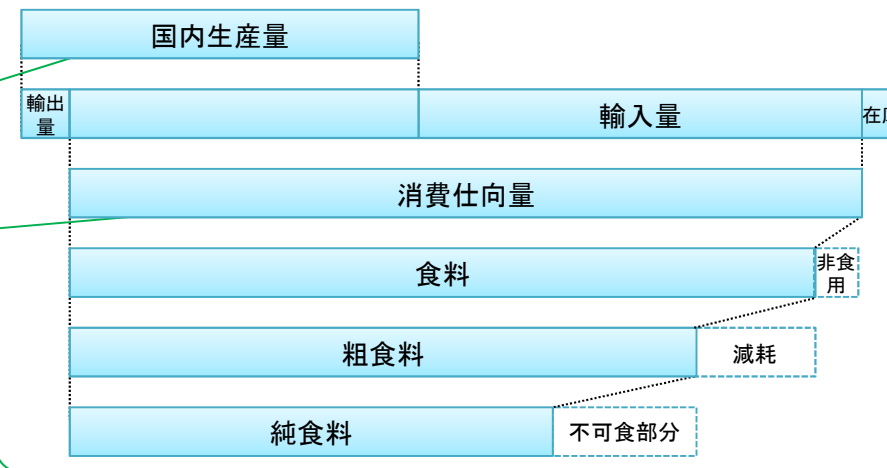 国内生産量
輸出
量
輸入量
在
消費仕向量
食料
非食
用
粗食料
減耗
純食料
不可食部分